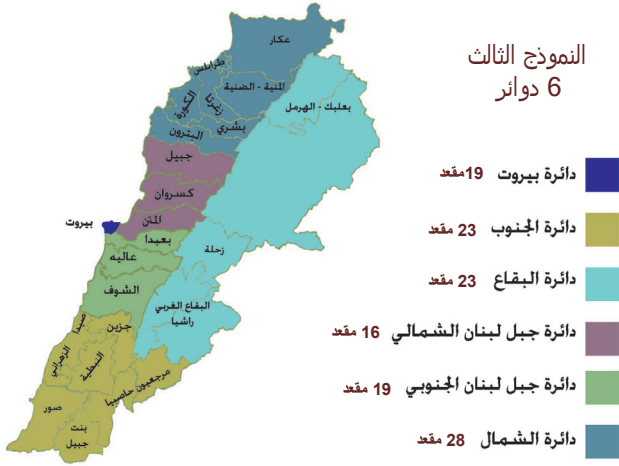 النموذج الثالث
6 دوائر
دائرة بيروت 19 مقعد
دائرة الجنوب 23 مقعد
دائرة البقاع 23 مقعد
دائرة جبل لبنان الشمالي 16 مقعد
دائرة جبل لبنان الجنوبي 19 مقعد
دائرة الشمال 28 مقعد
عكار
طرابلس
المنية - الضنية
الكورة
زغرتا
بشري
البترون
بعلبك - الهرمل
جبيل
كسروان
المتن
بيروت
بعبدا
عاليه
الشوف
زحلة
البقاع الغربي
راشيا
صيدا
جزين
الزهراني
النبطية
مرجعيون حاصبيا
صور
بنت
جبيل